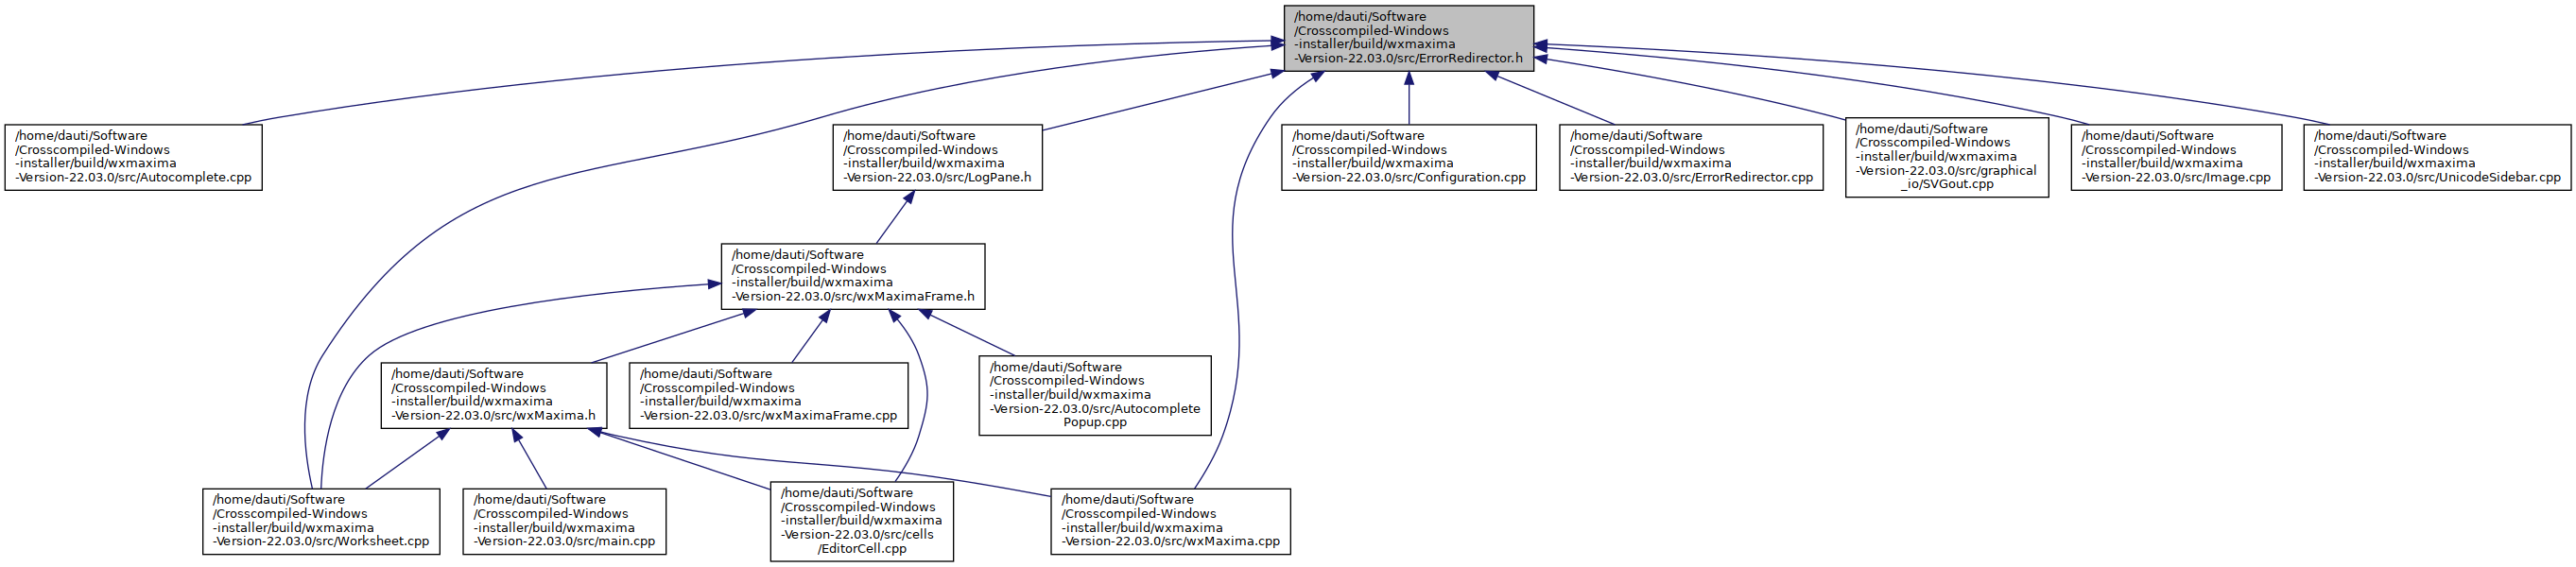 /home/dauti/Software
/Crosscompiled-Windows
-installer/build/wxmaxima
-Version-22.03.0/src/ErrorRedirector.h
/home/dauti/Software
/Crosscompiled-Windows
-installer/build/wxmaxima
-Version-22.03.0/src/Autocomplete.cpp
/home/dauti/Software
/Crosscompiled-Windows
-installer/build/wxmaxima
-Version-22.03.0/src/LogPane.h
/home/dauti/Software
/Crosscompiled-Windows
-installer/build/wxmaxima
-Version-22.03.0/src/Configuration.cpp
/home/dauti/Software
/Crosscompiled-Windows
-installer/build/wxmaxima
-Version-22.03.0/src/ErrorRedirector.cpp
/home/dauti/Software
/Crosscompiled-Windows
-installer/build/wxmaxima
-Version-22.03.0/src/graphical
_io/SVGout.cpp
/home/dauti/Software
/Crosscompiled-Windows
-installer/build/wxmaxima
-Version-22.03.0/src/Image.cpp
/home/dauti/Software
/Crosscompiled-Windows
-installer/build/wxmaxima
-Version-22.03.0/src/UnicodeSidebar.cpp
/home/dauti/Software
/Crosscompiled-Windows
-installer/build/wxmaxima
-Version-22.03.0/src/wxMaximaFrame.h
/home/dauti/Software
/Crosscompiled-Windows
-installer/build/wxmaxima
-Version-22.03.0/src/wxMaxima.h
/home/dauti/Software
/Crosscompiled-Windows
-installer/build/wxmaxima
-Version-22.03.0/src/wxMaximaFrame.cpp
/home/dauti/Software
/Crosscompiled-Windows
-installer/build/wxmaxima
-Version-22.03.0/src/Autocomplete
Popup.cpp
/home/dauti/Software
/Crosscompiled-Windows
-installer/build/wxmaxima
-Version-22.03.0/src/Worksheet.cpp
/home/dauti/Software
/Crosscompiled-Windows
-installer/build/wxmaxima
-Version-22.03.0/src/main.cpp
/home/dauti/Software
/Crosscompiled-Windows
-installer/build/wxmaxima
-Version-22.03.0/src/cells
/EditorCell.cpp
/home/dauti/Software
/Crosscompiled-Windows
-installer/build/wxmaxima
-Version-22.03.0/src/wxMaxima.cpp